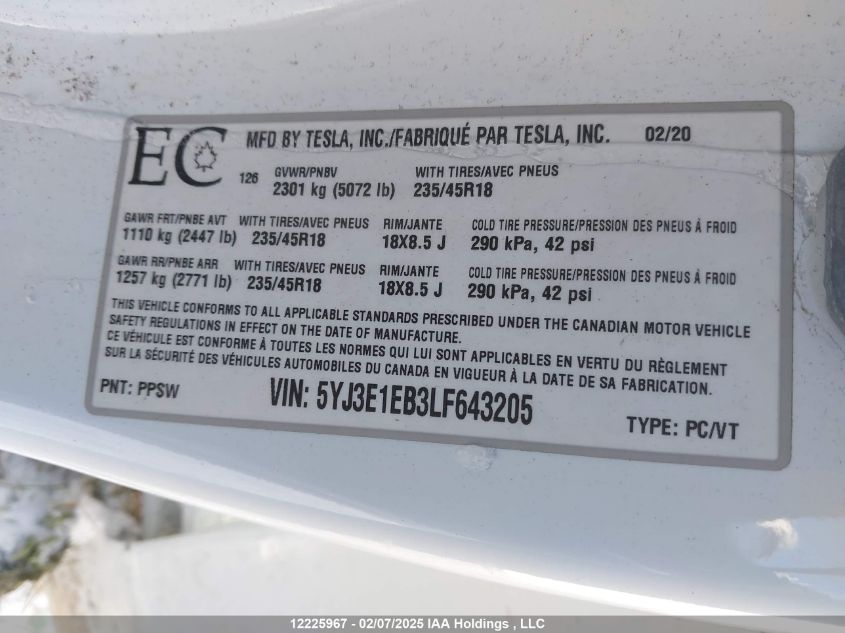 EC
MFD BY TESLA, INC./FABRIQUÉ PAR TESLA, INC. 02/20
126
GVWR/PNBV WITH TIRES/AVEC PNEUS
2301 kg (5072 lb) 235/45R18
GAWR FRT/PNBE AVT WITH TIRES/AVEC PNEUS RIM/JANTE COLD TIRE PRESSURE/PRESSION DES PNEUS À FROID
1110 kg (2447 lb) 235/45R18 18X8.5 J 290 kPa, 42 psi
GAWR RR/PNBE ARR WITH TIRES/AVEC PNEUS RIM/JANTE COLD TIRE PRESSURE/PRESSION DES PNEUS À FROID
1257 kg (2771 lb) 235/45R18 18X8.5 J 290 kPa, 42 psi
THIS VEHICLE CONFORMS TO ALL APPLICABLE STANDARDS PRESCRIBED UNDER THE CANADIAN MOTOR VEHICLE
SAFETY REGULATIONS IN EFFECT ON THE DATE OF MANUFACTURE.
CE VÉHICULE EST CONFORME À TOUTES LES NORMES QUI LUI SONT APPLICABLES EN VERTU DU RÈGLEMENT
SUR LA SÉCURITÉ DES VÉHICULES AUTOMOBILES DU CANADA EN VIGUEUR À LA DATE DE SA FABRICATION.
PNT: PPSW VIN: 5YJ3E1EB3LF643205 TYPE: PC/VT
12225967 - 02/07/2025 IAA Holdings , LLC